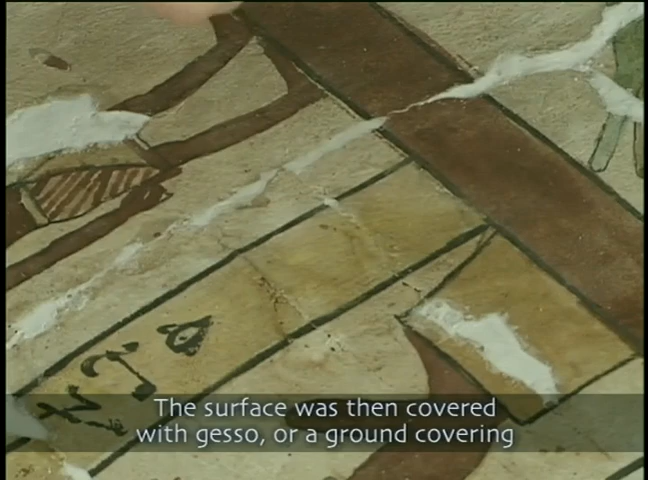 The surface was then covered
with gesso, or a ground covering